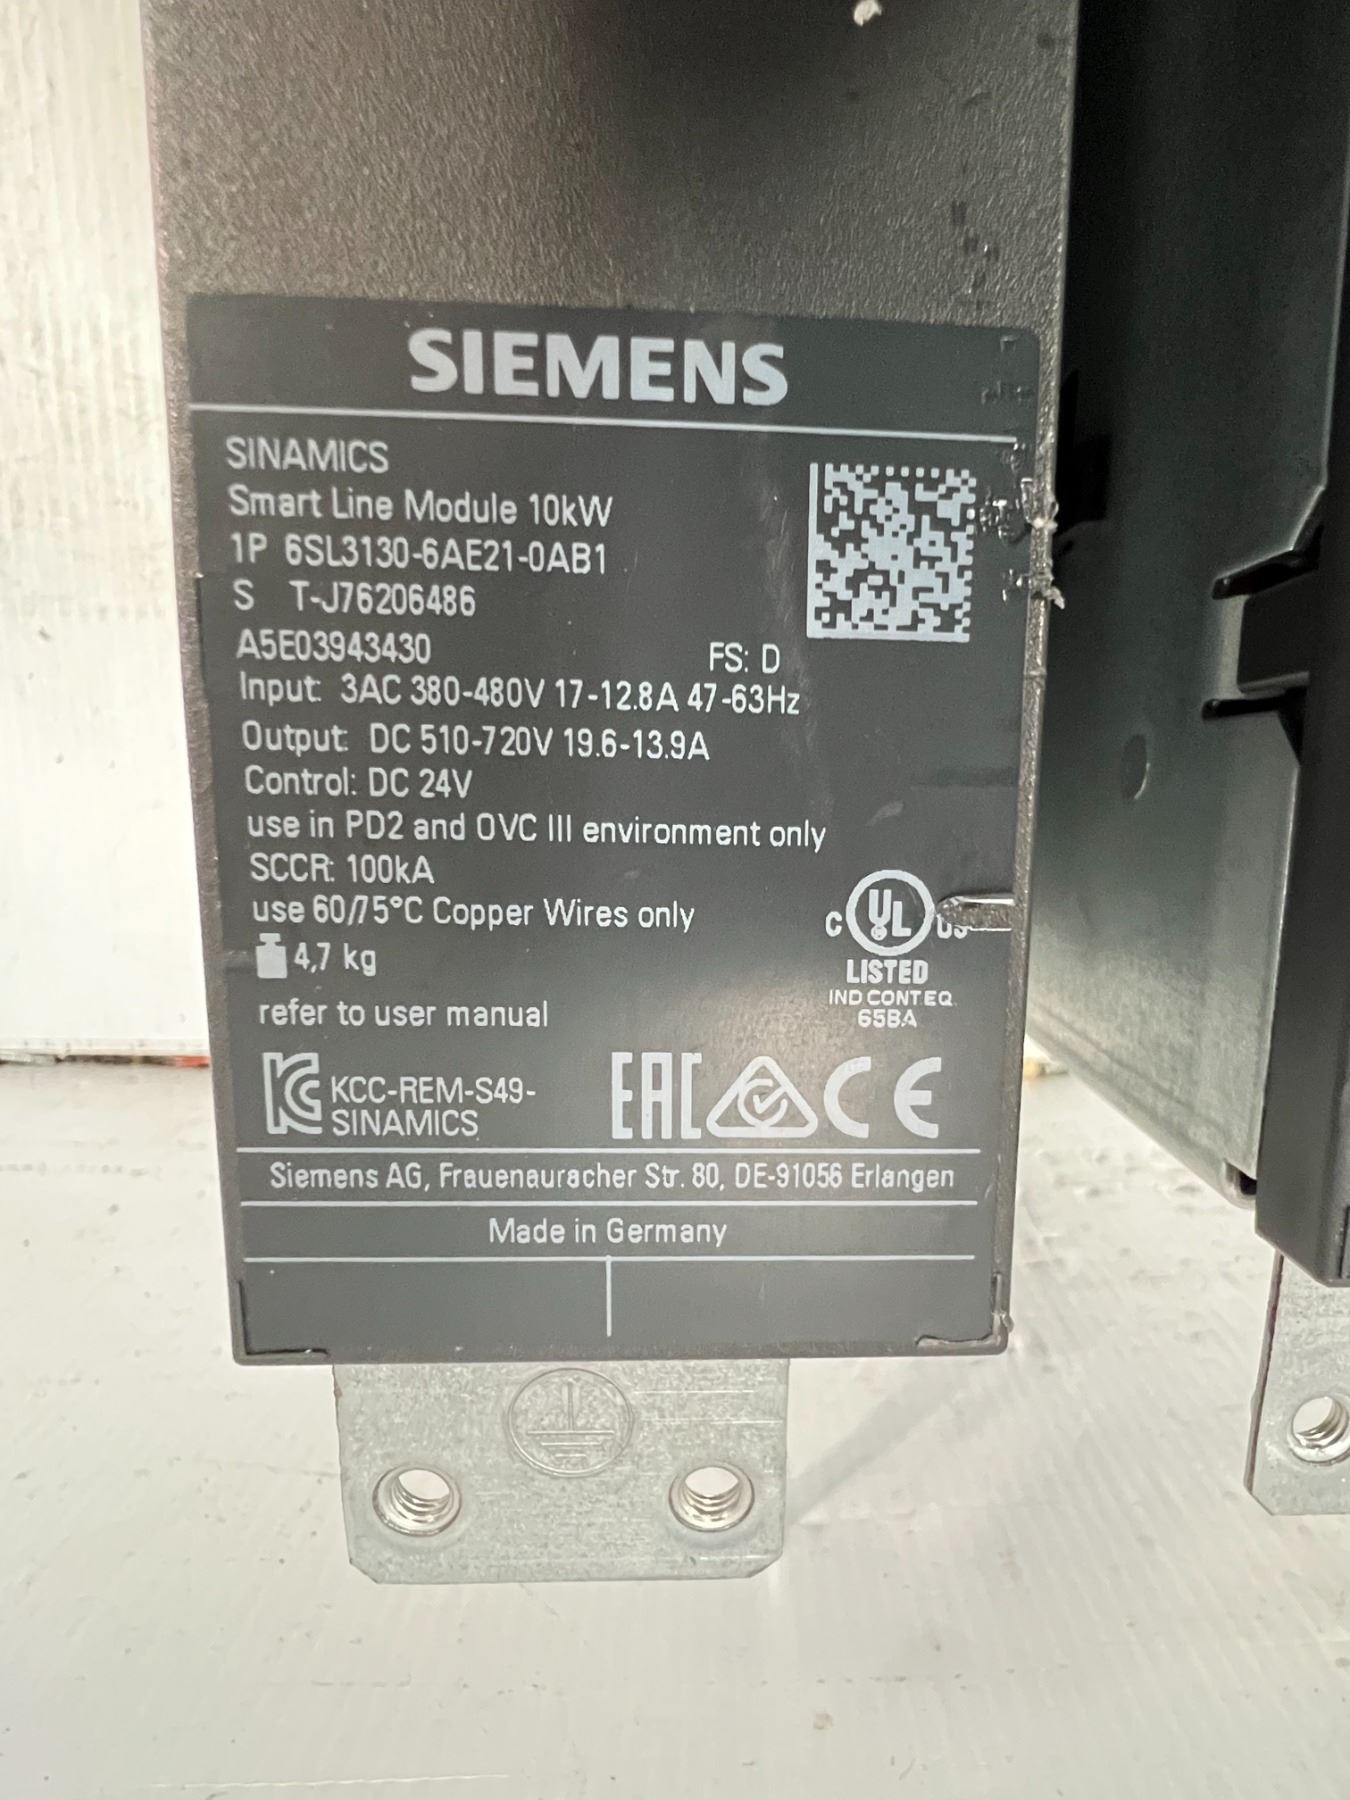 SIEMENS
SINAMICS
Smart Line Module 10kW
1P 6SL3130-6AE21-0AB1
S T-J76206486
A5E03943430 FS: D
Input: 3AC 380-480V 17-12.8A 47-63Hz
Output: DC 510-720V 19.6-13.9A
Control: DC 24V
use in PD2 and OVC III environment only
SCCR: 100kA
use 60/75°C Copper Wires only
4,7 kg
refer to user manual
C UL US
LISTED
IND CONT EQ.
65BA
KCC-REM-S49-
SINAMICS
EAC CE
Siemens AG, Frauenauracher Str. 80, DE-91056 Erlangen
Made in Germany